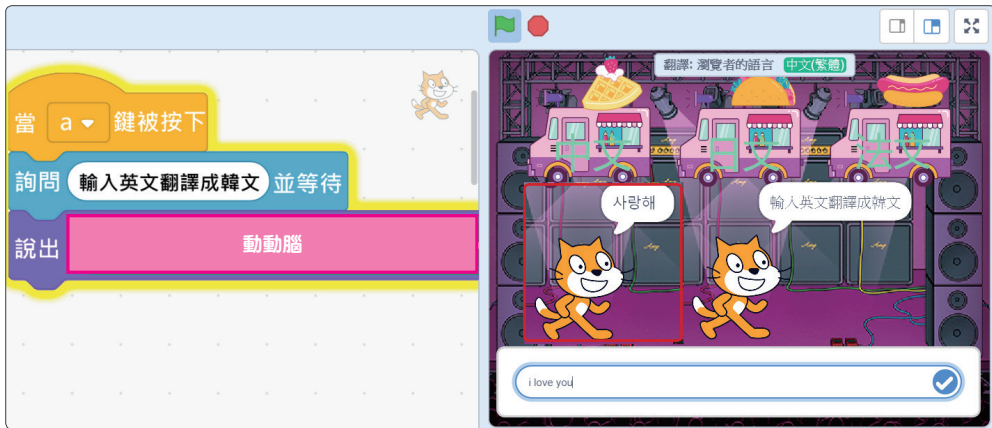 當 a 鍵被按下
詢問 輸入英文翻譯成韓文 並等待
說出 動動腦
翻譯: 瀏覽者的語言 中文(繁體)
中文 日文 法文
사랑해
輸入英文翻譯成韓文
i love you